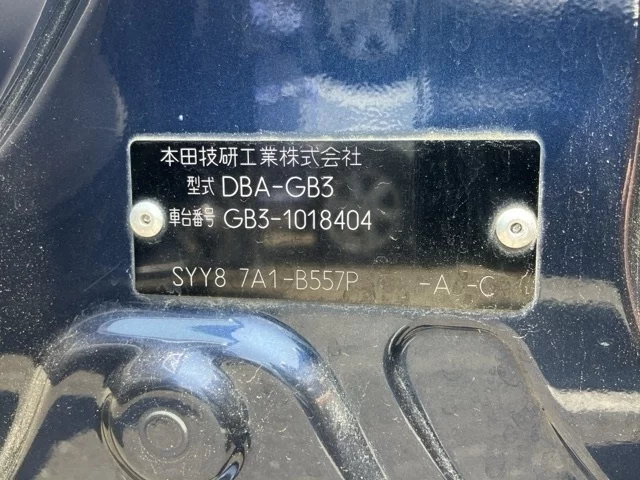 本田技研工業株式会社
型式 DBA-GB3
車台番号 GB3-1018404
SYY8 7A1-B557P -A -C